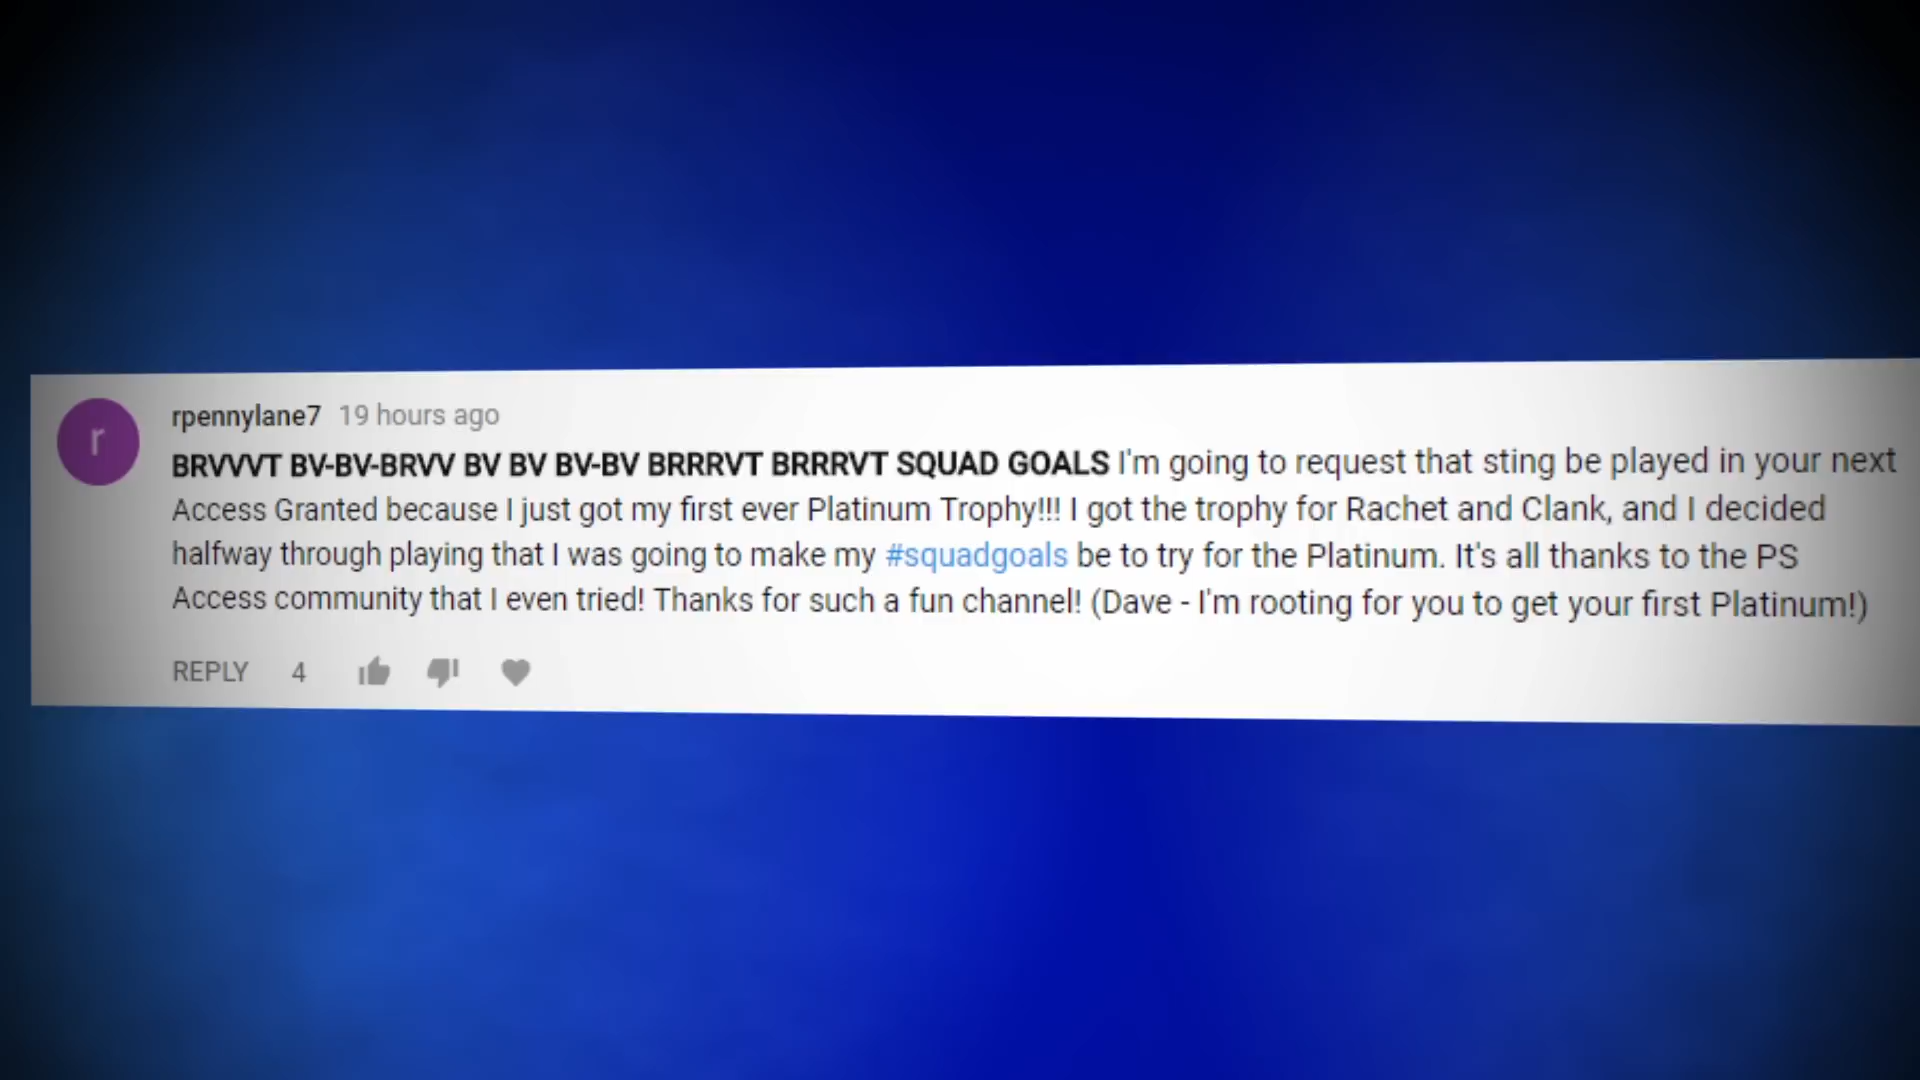 r
rpennylane7 19 hours ago
BRVVVT BV-BV-BRVV BV BV BV-BV BRRRVT BRRRVT SQUAD GOALS I'm going to request that sting be played in your next
Access Granted because I just got my first ever Platinum Trophy!!! I got the trophy for Rachet and Clank, and I decided
halfway through playing that I was going to make my #squadgoals be to try for the Platinum. It's all thanks to the PS
Access community that I even tried! Thanks for such a fun channel! (Dave - I'm rooting for you to get your first Platinum!)
REPLY 4